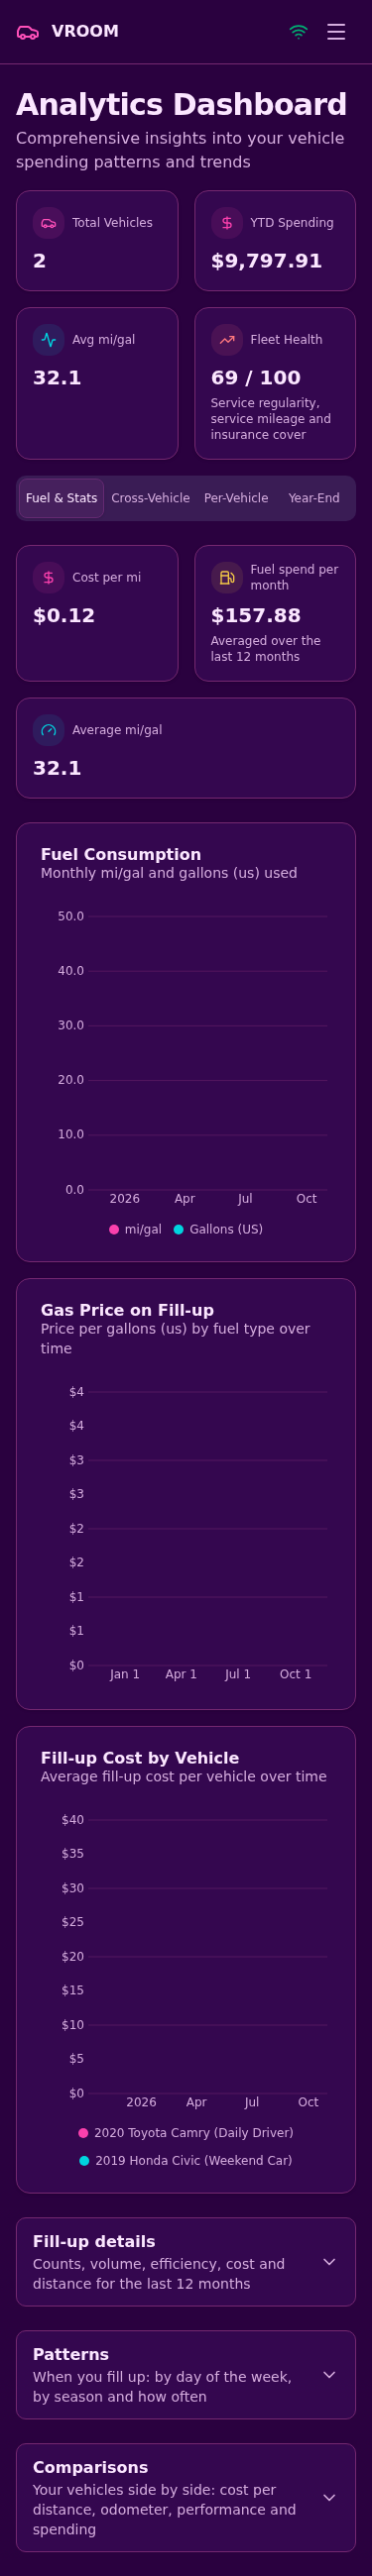 VROOM
Analytics Dashboard
Comprehensive insights into your vehicle
spending patterns and trends
Total Vehicles
2
YTD Spending
$9,797.91
Avg mi/gal
32.1
Fleet Health
69 / 100
Service regularity,
service mileage and
insurance cover
Fuel & Stats
Cross-Vehicle
Per-Vehicle
Year-End
Cost per mi
$0.12
Fuel spend per
month
$157.88
Averaged over the
last 12 months
Average mi/gal
32.1
Fuel Consumption
Monthly mi/gal and gallons (us) used
50.0
40.0
30.0
20.0
10.0
0.0
2026 Apr Jul Oct
mi/gal Gallons (US)
Gas Price on Fill-up
Price per gallons (us) by fuel type over
time
$4
$4
$3
$3
$2
$2
$1
$1
$0
Jan 1 Apr 1 Jul 1 Oct 1
Fill-up Cost by Vehicle
Average fill-up cost per vehicle over time
$40
$35
$30
$25
$20
$15
$10
$5
$0
2026 Apr Jul Oct
2020 Toyota Camry (Daily Driver)
2019 Honda Civic (Weekend Car)
Fill-up details
Counts, volume, efficiency, cost and
distance for the last 12 months
Patterns
When you fill up: by day of the week,
by season and how often
Comparisons
Your vehicles side by side: cost per
distance, odometer, performance and
spending